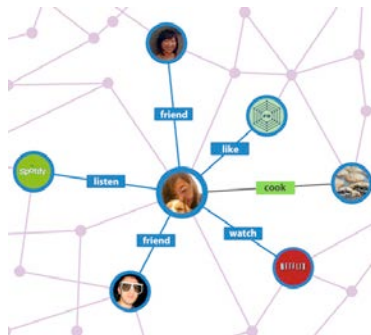 friend
like
spotify
listen
cook
friend
watch
NETFLIX